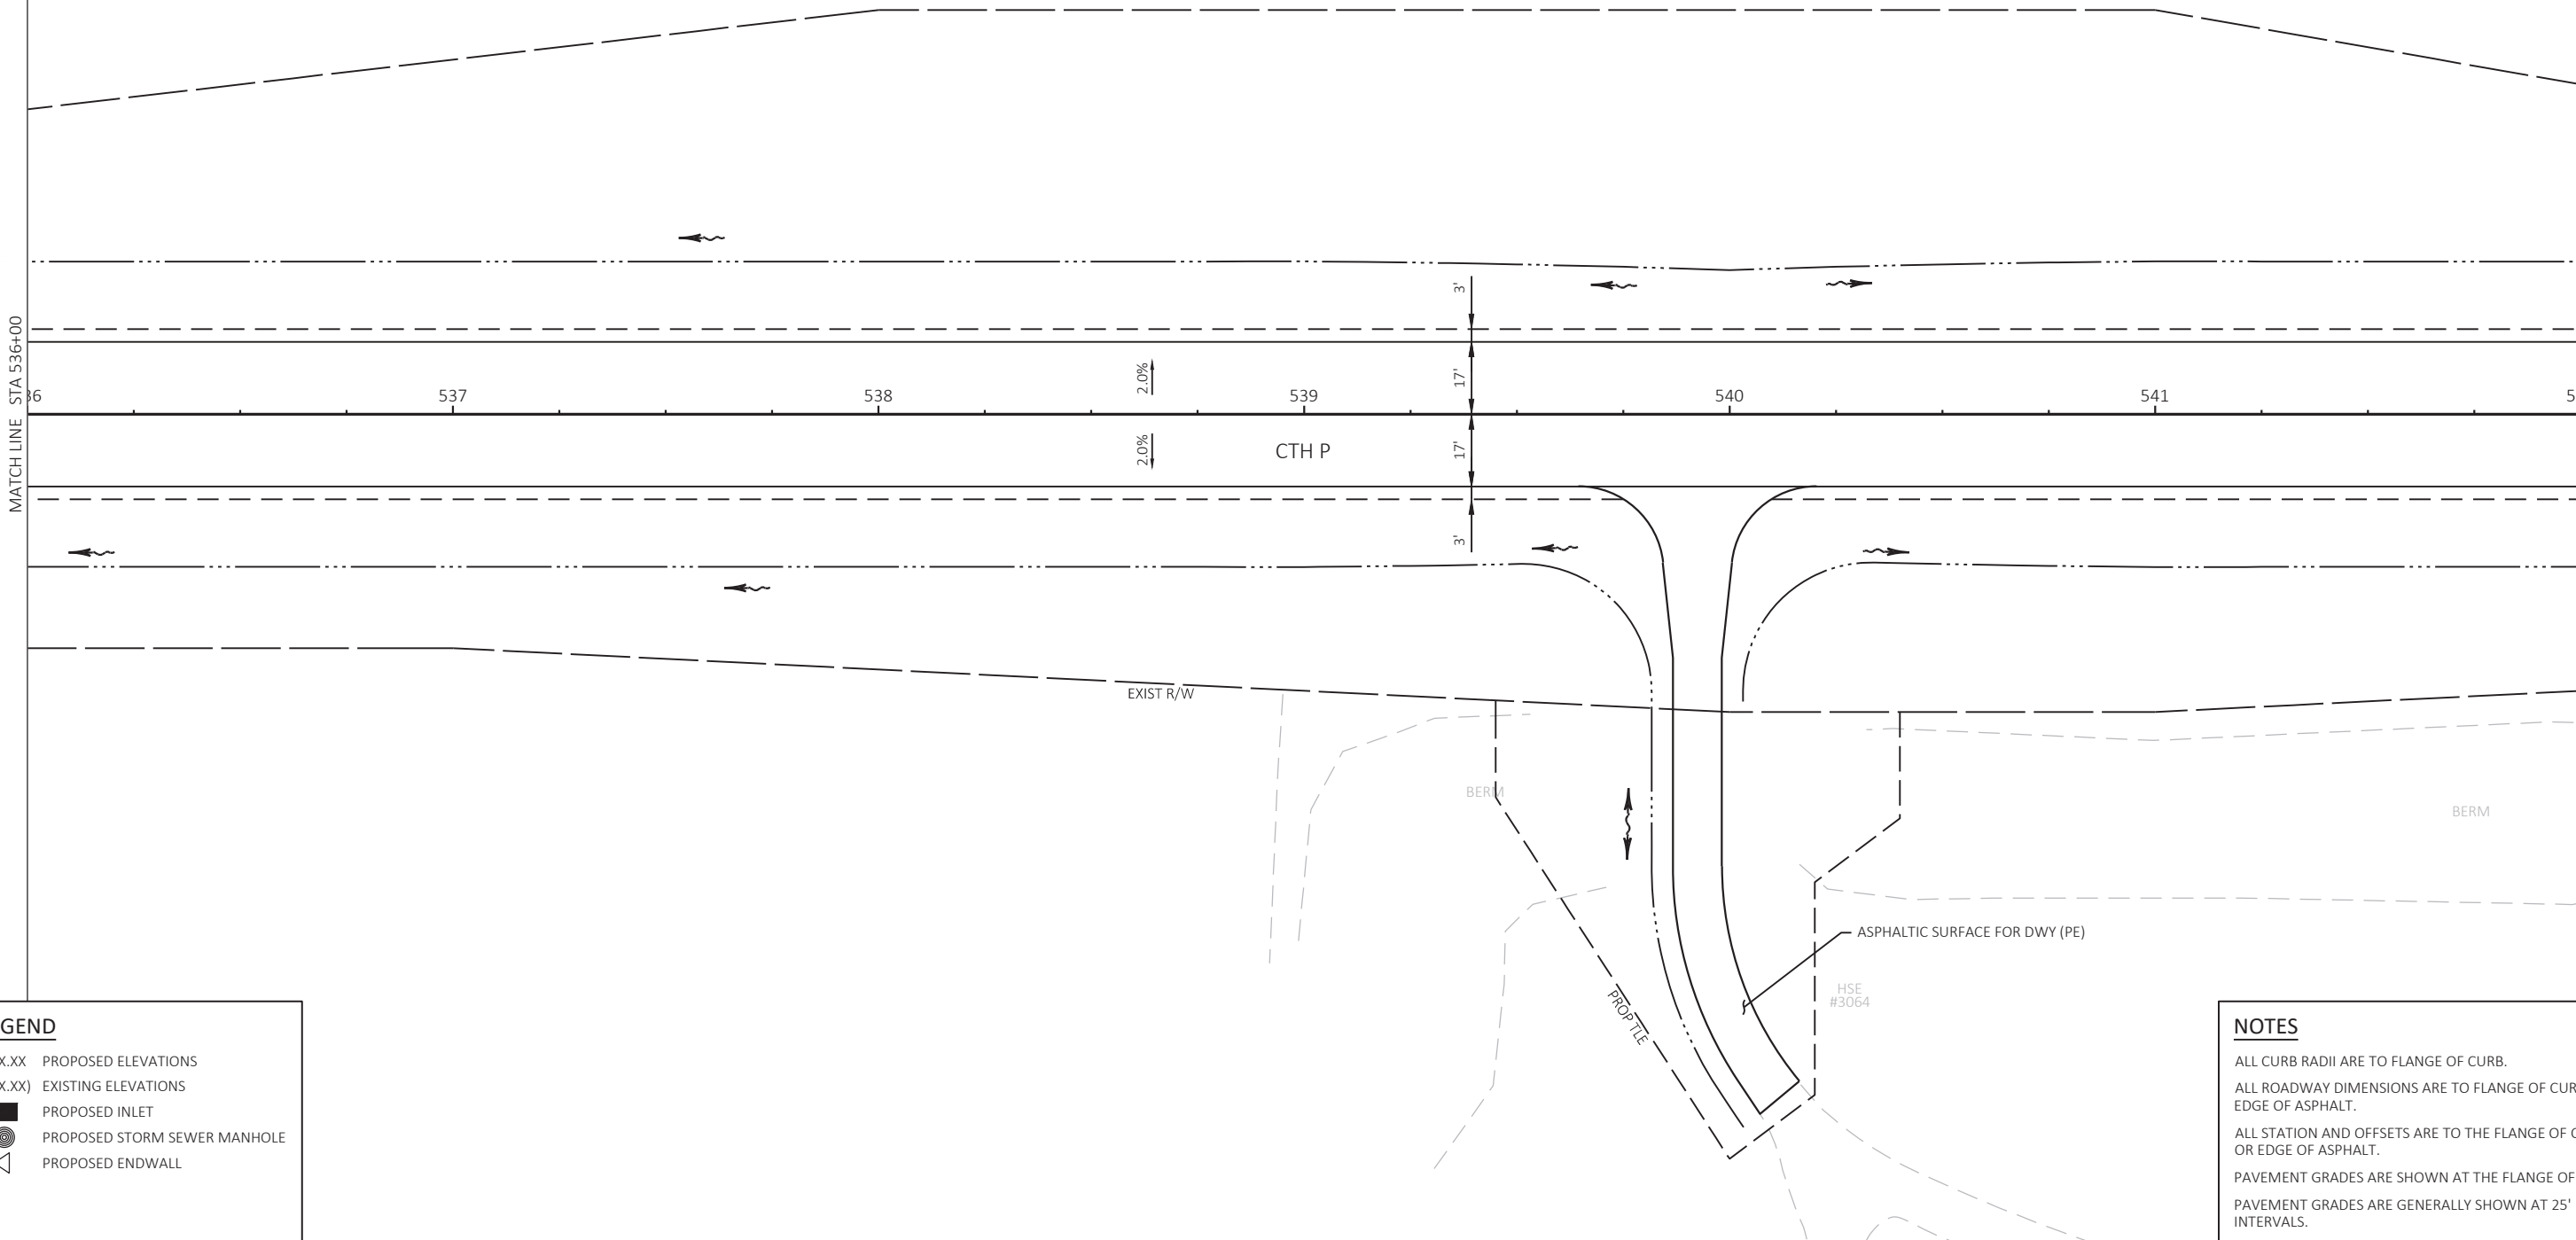 3'
MATCH LINE   STA 536+00
2.0%
17'
36
537
538
539
540
541
5
2.0%
CTH P
17'
3'
EXIST R/W
BERM
BERM
ASPHALTIC SURFACE FOR DWY (PE)
HSE
#3064
PROP TLE
GEND
X.XX   PROPOSED ELEVATIONS
X.XX)   EXISTING ELEVATIONS
PROPOSED INLET
PROPOSED STORM SEWER MANHOLE
PROPOSED ENDWALL
NOTES
ALL CURB RADII ARE TO FLANGE OF CURB.
ALL ROADWAY DIMENSIONS ARE TO FLANGE OF CUR
EDGE OF ASPHALT.
ALL STATION AND OFFSETS ARE TO THE FLANGE OF C
OR EDGE OF ASPHALT.
PAVEMENT GRADES ARE SHOWN AT THE FLANGE OF
PAVEMENT GRADES ARE GENERALLY SHOWN AT 25'
INTERVALS.